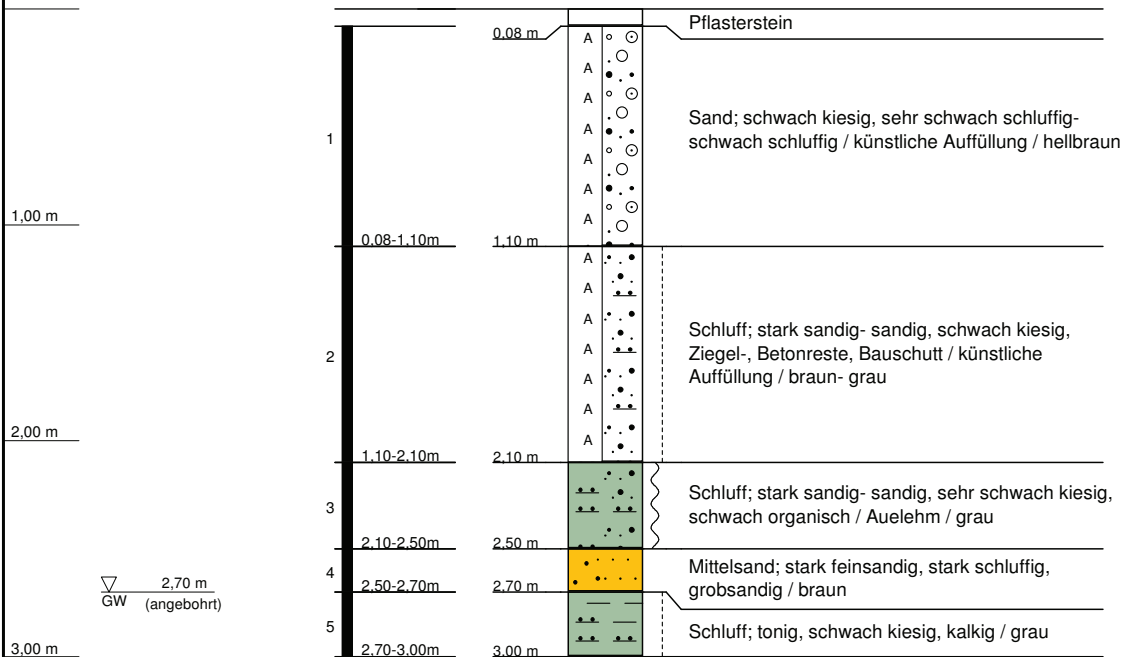 Pflasterstein
0,08 m
A
A
A
A
A
A
A
1
Sand; schwach kiesig, sehr schwach schluffig-
schwach schluffig / künstliche Auffüllung / hellbraun
1,00 m
0,08-1,10m
1,10 m
A
A
A
A
A
A
A
2
Schluff; stark sandig- sandig, schwach kiesig,
Ziegel-, Betonreste, Bauschutt / künstliche
Auffüllung / braun- grau
2,00 m
1,10-2,10m
2,10 m
3
Schluff; stark sandig- sandig, sehr schwach kiesig,
schwach organisch / Auelehm / grau
2,10-2,50m
2,50 m
4
Mittelsand; stark feinsandig, stark schluffig,
grobsandig / braun
2,50-2,70m
2,70 m
2,70 m
GW (angebohrt)
5
Schluff; tonig, schwach kiesig, kalkig / grau
3,00 m
2,70-3,00m
3,00 m